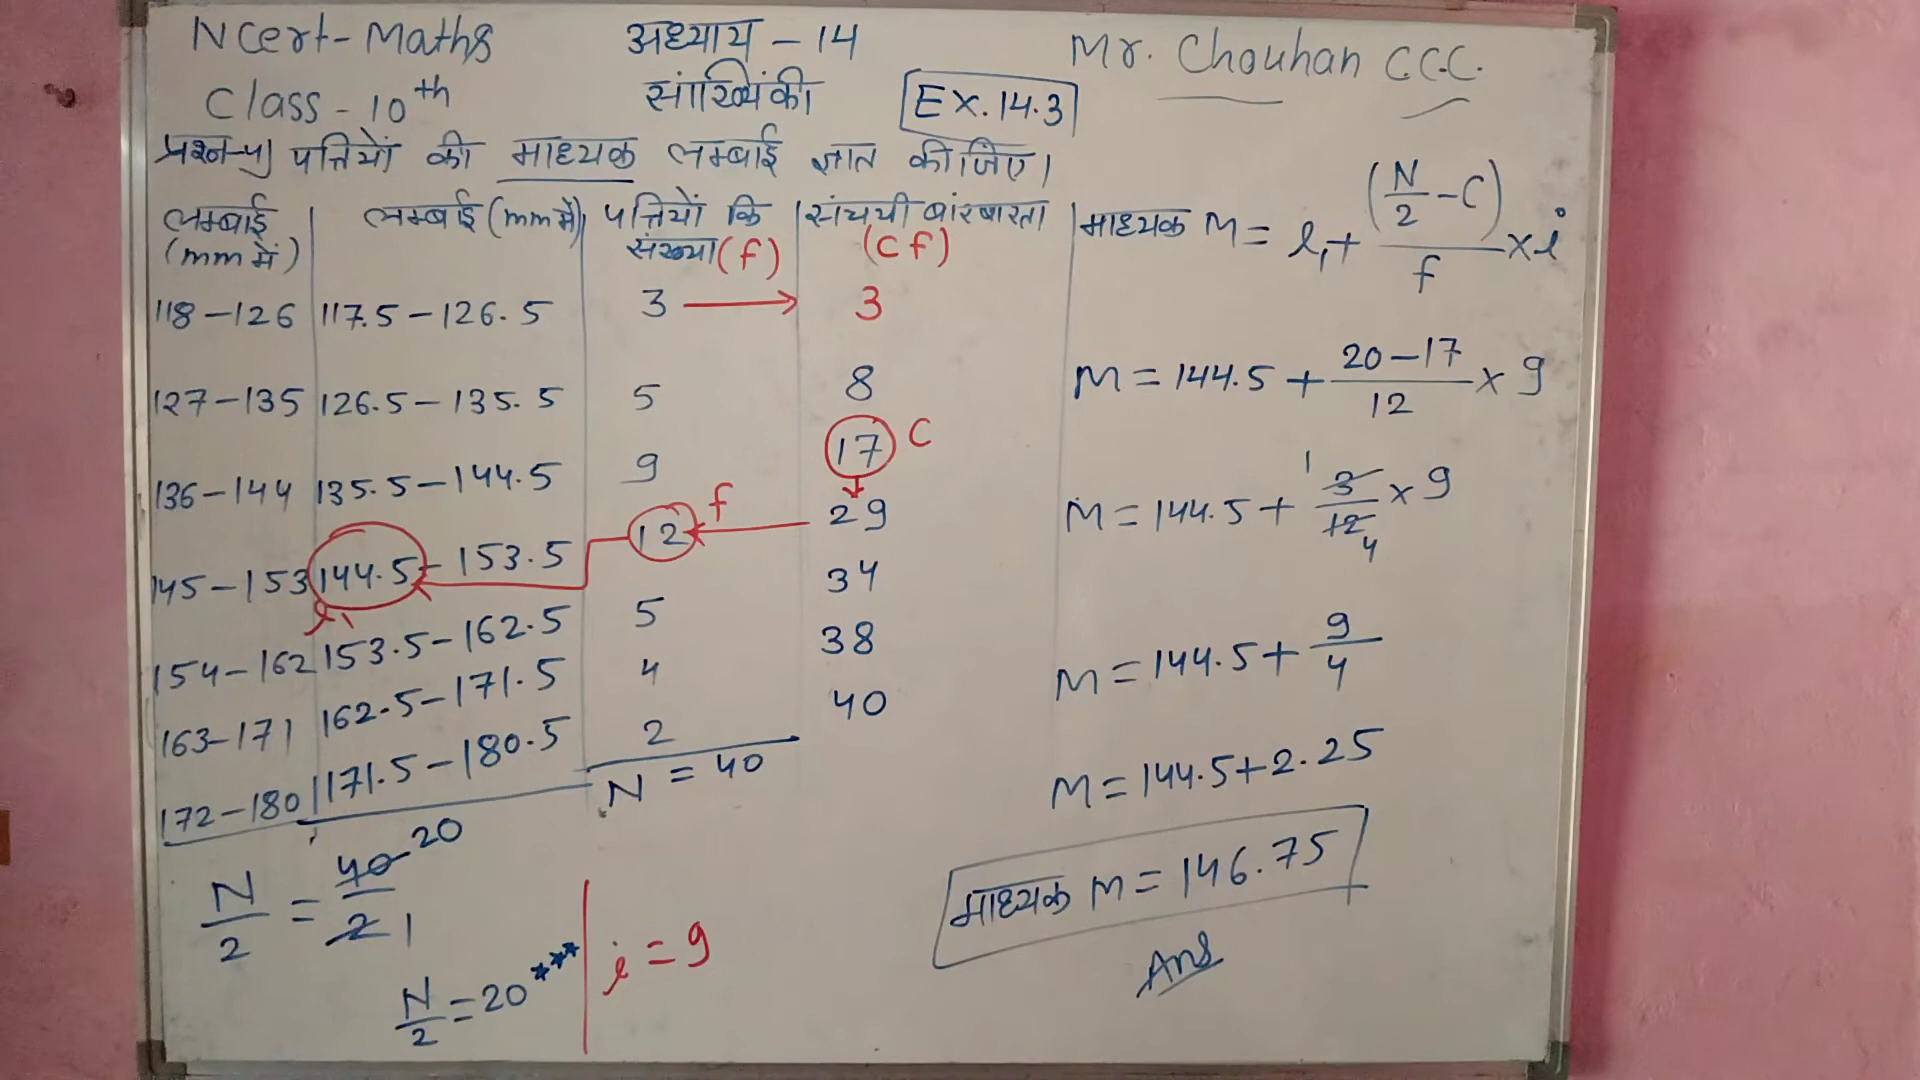 Ncert-Maths
Class-10th
अध्याय - 14
सांख्यिकी
EX.14.3
Mr. Chouhan C.C.C.
पत्तियों की माध्यक लम्बाई ज्ञात कीजिए।
लम्बाई (mm में) | लम्बाई (mm में) | पत्तियों कि संख्या (f) | संचयी बारंबारता (cf)
118-126 | 117.5-126.5 3 → 3
127-135 126.5-135.5 5 8
136-144 135.5-144.5 9 17 C
145-153 144.5-153.5 12 f 29
l₁
154-162 153.5-162.5 5 34
163-171 162.5-171.5 4 38
172-180 171.5-180.5 2 40
N = 40
N/2 = 40/2 20 1
N/2 = 20 ***
i = 9
माध्यक M = l₁ + (N/2 - C)/f × i
M = 144.5 + 20-17/12 × 9
M = 144.5 + 1 3/12 4 × 9
M = 144.5 + 9/4
M = 144.5+2.25
माध्यक M = 146.75
Ans